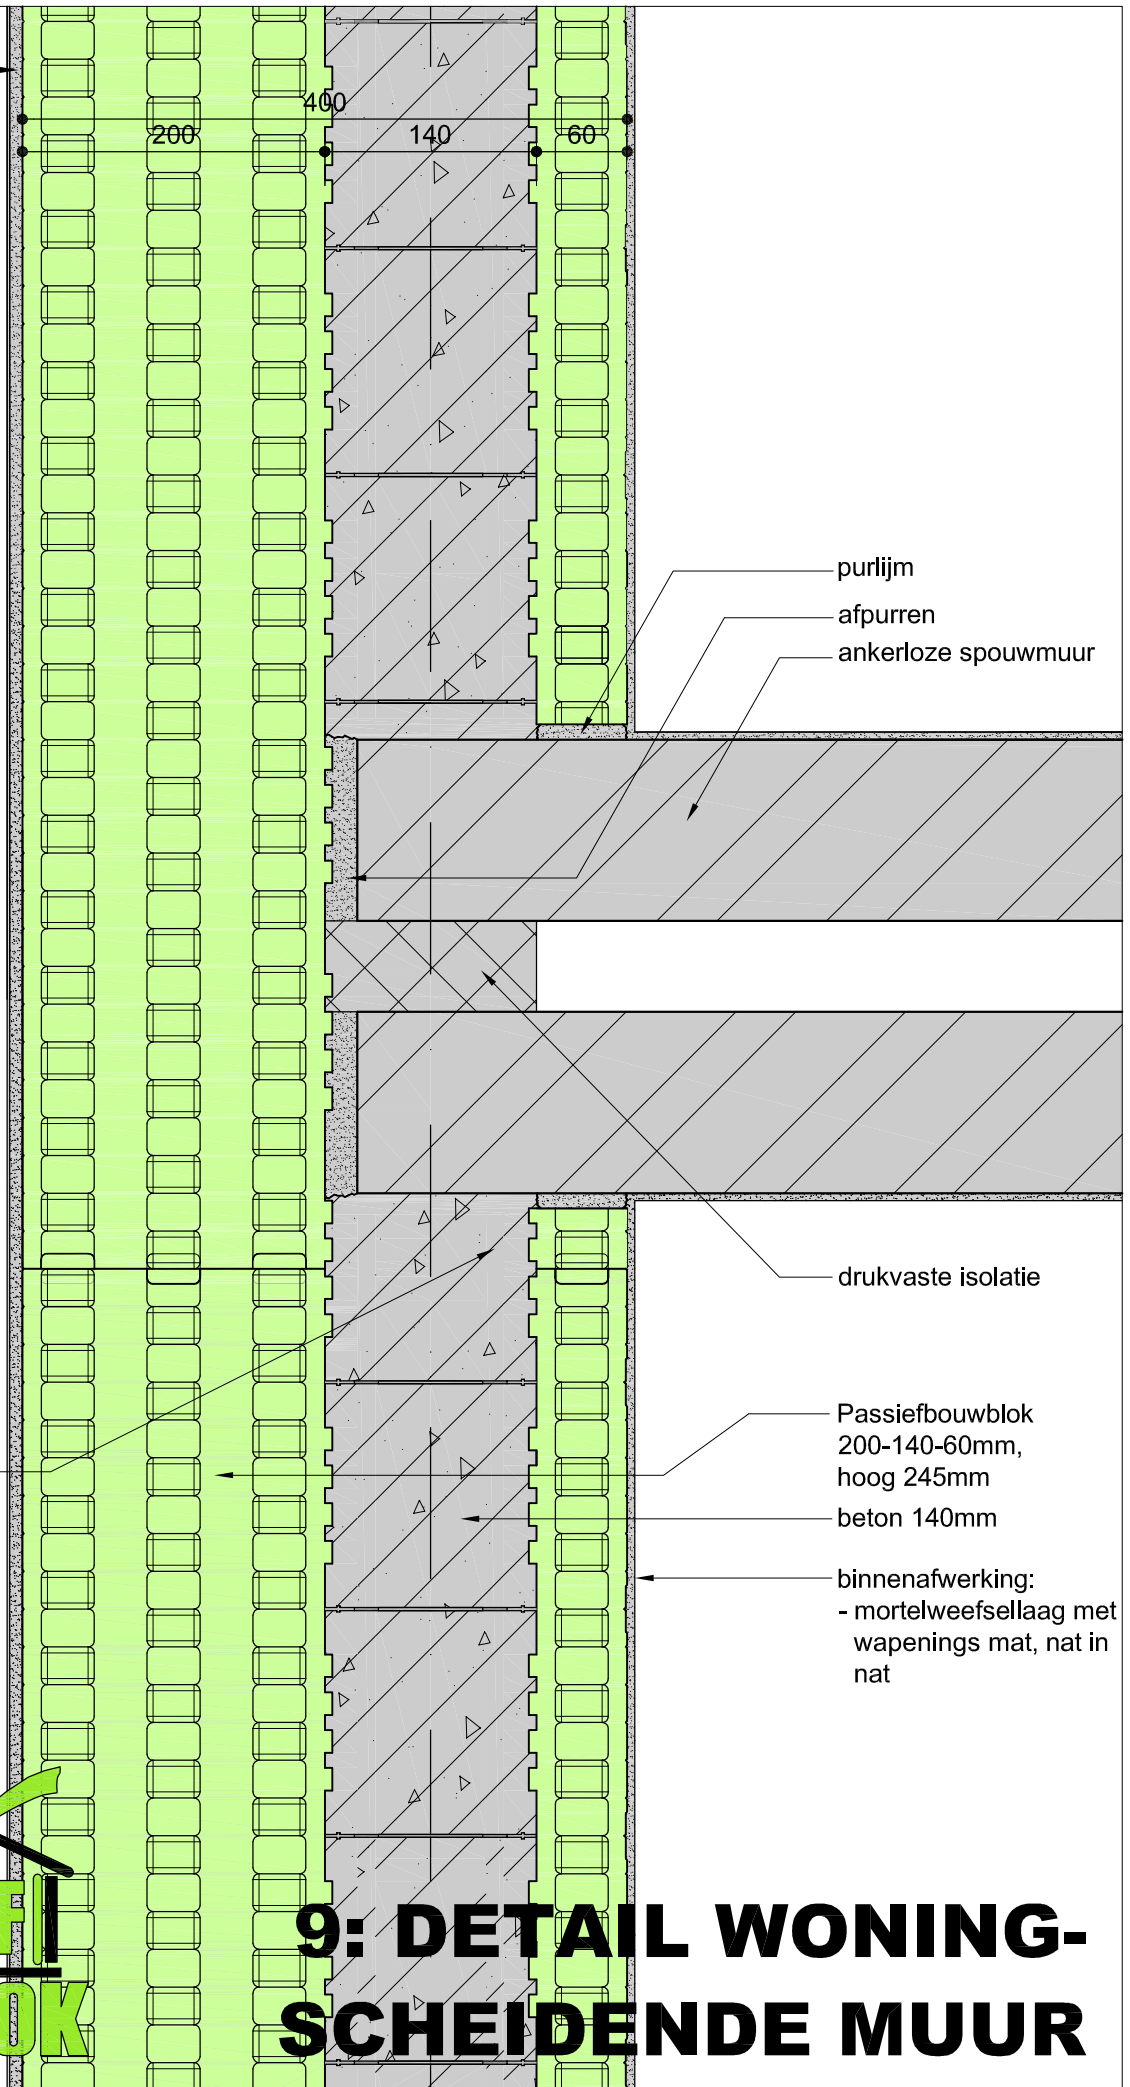 400
200 140 60
purlijm
afpurren
ankerloze spouwmuur
drukvaste isolatie
Passiefbouwblok
200-140-60mm,
hoog 245mm
beton 140mm
binnenafwerking:
- mortelweefsellaag met
wapenings mat, nat in
nat
9: DETAIL WONING-
SCHEIDENDE MUUR
OK